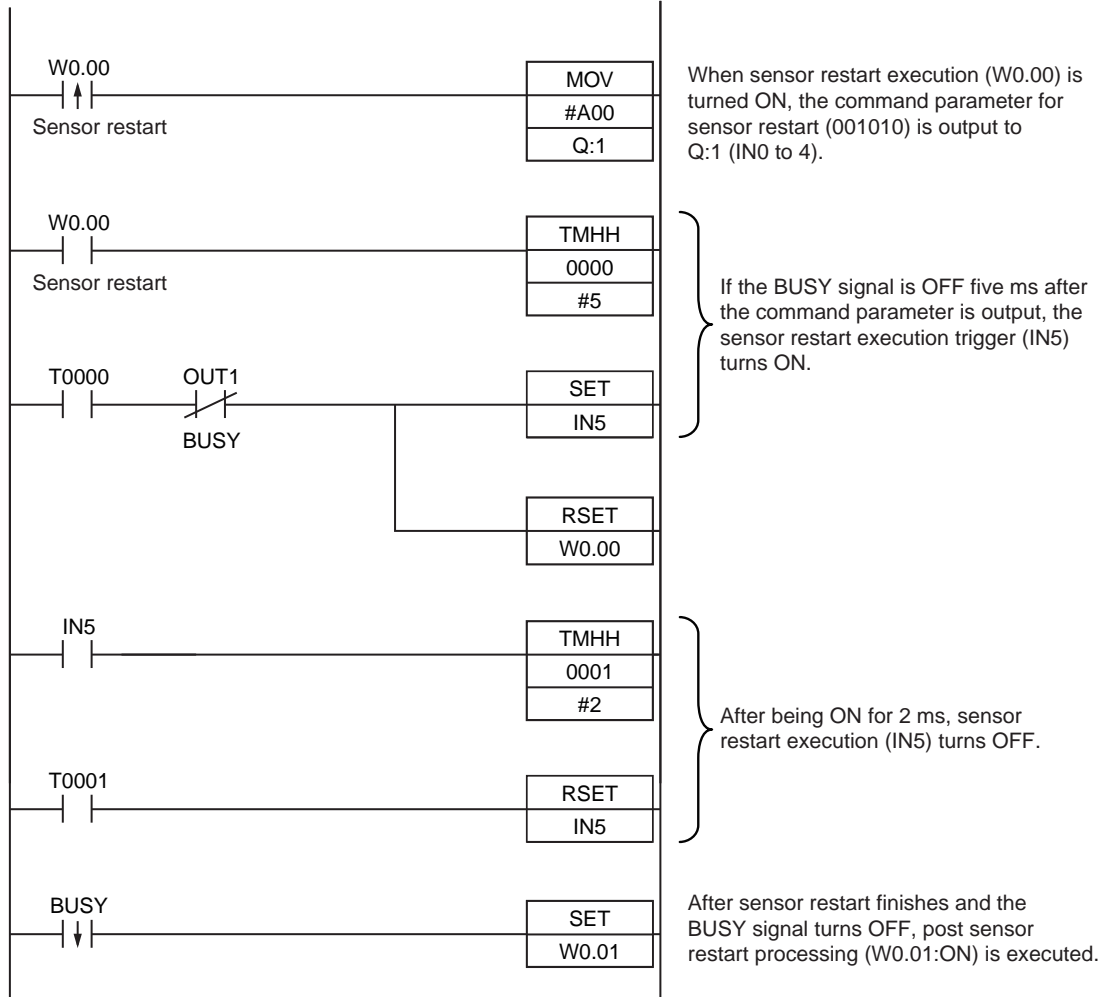 W0.00
Sensor restart
MOV
#A00
Q:1
When sensor restart execution (W0.00) is
turned ON, the command parameter for
sensor restart (001010) is output to
Q:1 (IN0 to 4).
W0.00
Sensor restart
TMHH
0000
#5
If the BUSY signal is OFF five ms after
the command parameter is output, the
sensor restart execution trigger (IN5)
turns ON.
T0000
OUT1
BUSY
SET
IN5
RSET
W0.00
IN5
TMHH
0001
#2
After being ON for 2 ms, sensor
restart execution (IN5) turns OFF.
T0001
RSET
IN5
BUSY
SET
W0.01
After sensor restart finishes and the
BUSY signal turns OFF, post sensor
restart processing (W0.01:ON) is executed.